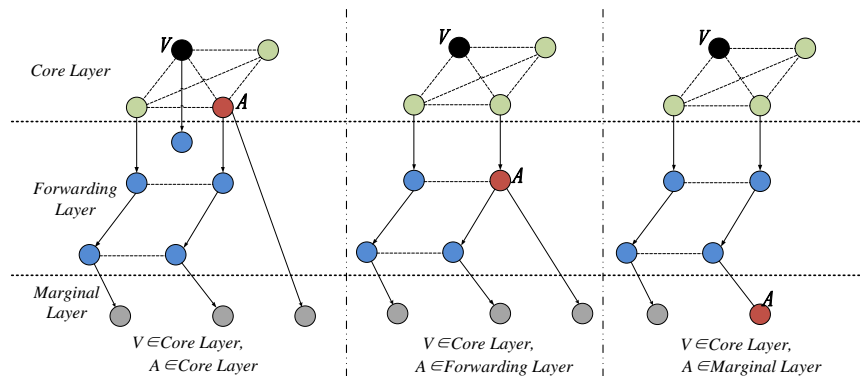 V
V
V
Core Layer
A
Forwarding
Layer
A
Marginal
Layer
A
V∈Core Layer,
A∈Core Layer
V∈Core Layer,
A∈Forwarding Layer
V∈Core Layer,
A∈Marginal Layer